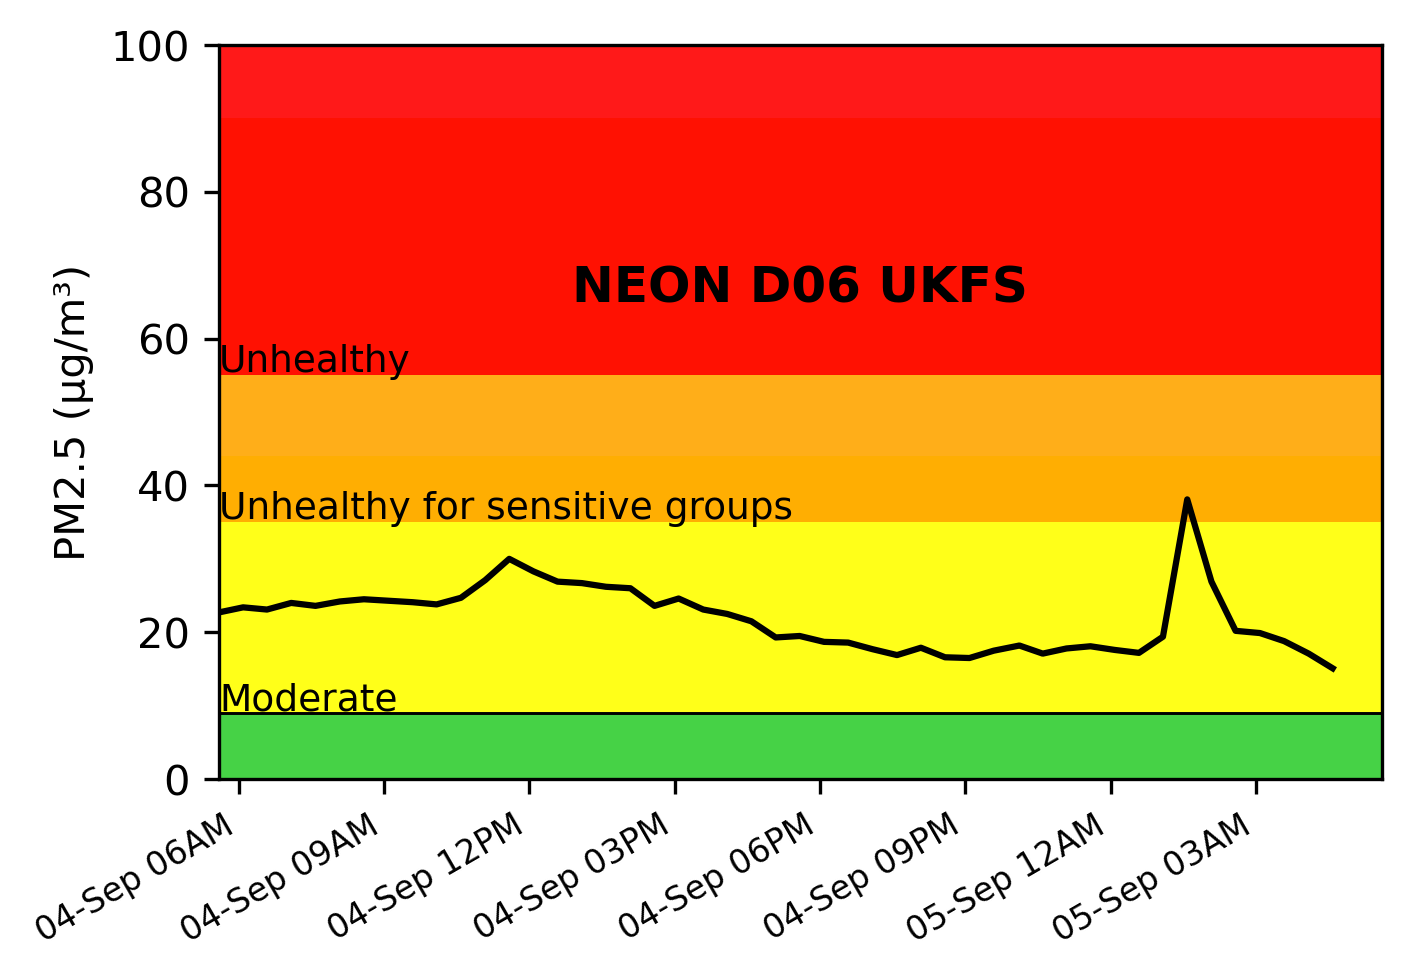 100
80
60
40
20
0
PM2.5 (µg/m³)
NEON D06 UKFS
Unhealthy
Unhealthy for sensitive groups
Moderate
04-Sep 06AM
04-Sep 09AM
04-Sep 12PM
04-Sep 03PM
04-Sep 06PM
04-Sep 09PM
05-Sep 12AM
05-Sep 03AM